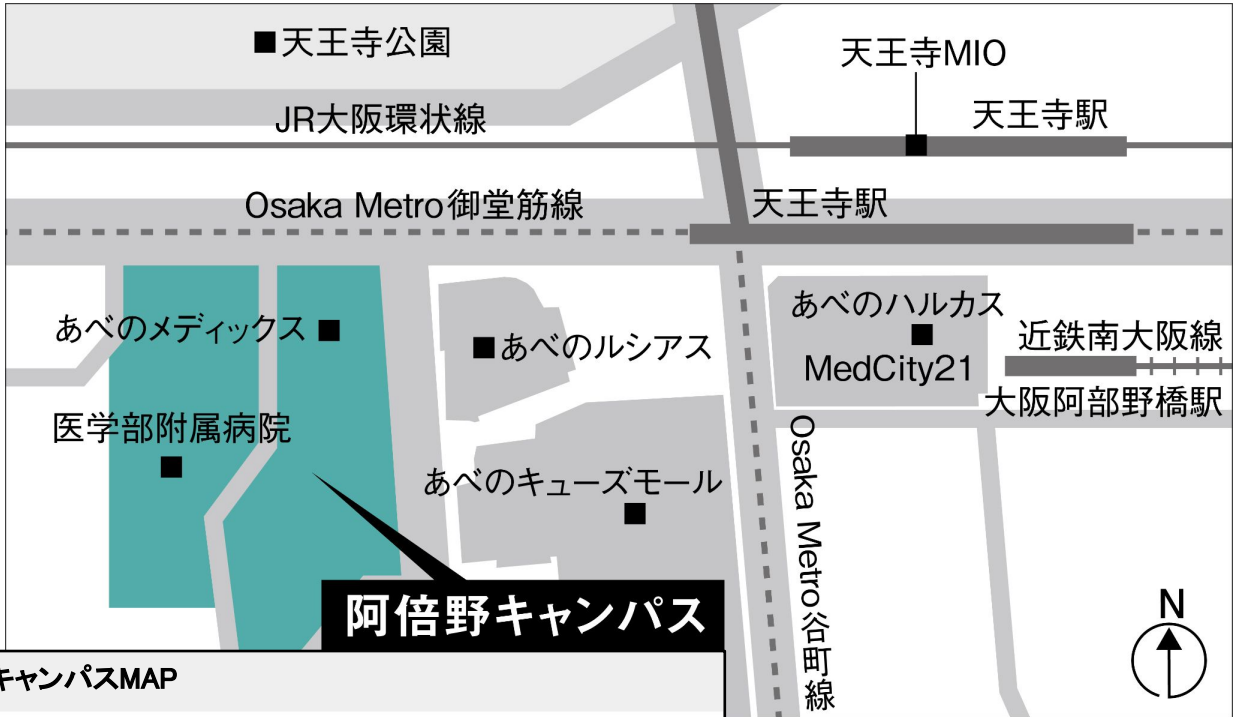 ■天王寺公園
天王寺MIO
JR大阪環状線
天王寺駅
Osaka Metro御堂筋線
天王寺駅
あべのメディックス
あべのルシアス
あべのハルカス
MedCity21
近鉄南大阪線
大阪阿部野橋駅
医学部附属病院
あべのキューズモール
Osaka Metro谷町線
阿倍野キャンパス
N
キャンパスMAP